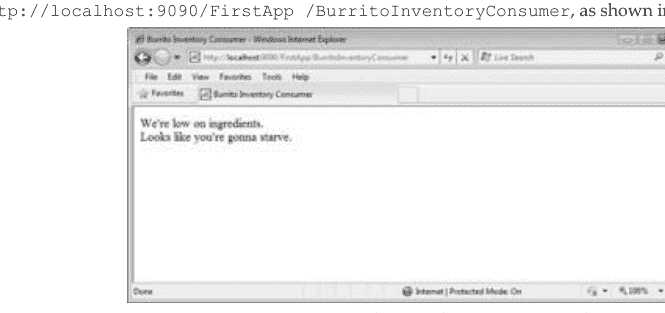 tp://localhost:9090/FirstApp /BurritoInventoryConsumer, as shown i
Burrito Inventory Consumer - Windows Internet Explorer
http://localhost:9090/FirstApp/BurritoInventoryConsumer Live Search
File Edit View Favorites Tools Help
Favorites Burrito Inventory Consumer
We're low on ingredients.
Looks like you're gonna starve.
Done Internet | Protected Mode: On 100%